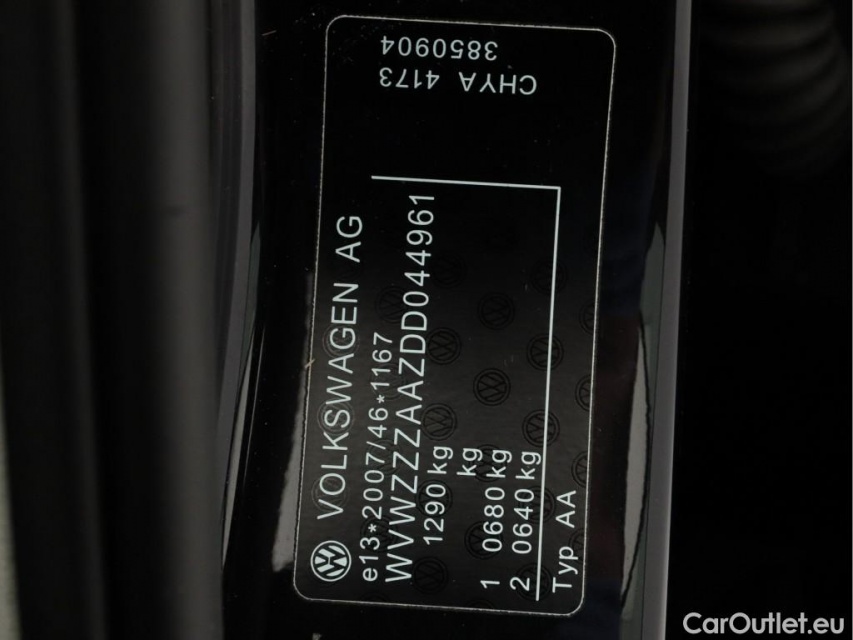 VOLKSWAGEN AG
e13*2007/46*1167
WVWZZZAAZDD044961
1290 kg
kg
1 0680 kg
2 0640 kg
Typ AA
CHYA 4173
3850904
CarOutlet.eu